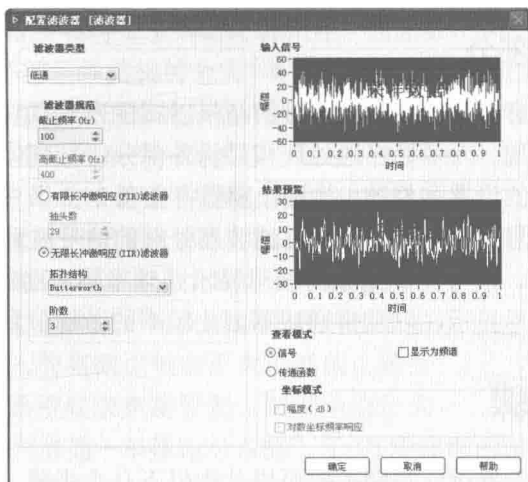 配置滤波器 [滤波器]
滤波器类型
低通
滤波器规范
截止频率(Hz)
100
高截止频率(Hz)
400
有限长冲激响应(FIR)滤波器
抽头数
29
无限长冲激响应(IIR)滤波器
拓扑结构
Butterworth
阶数
3
输入信号
60
40
20
0
-20
-40
-60
幅值
0 0.1 0.2 0.3 0.4 0.5 0.6 0.7 0.8 0.9 1
时间
结果预览
30
20
10
0
-10
-20
-30
幅值
0 0.1 0.2 0.3 0.4 0.5 0.6 0.7 0.8 0.9 1
时间
查看模式
信号
显示为频谱
传递函数
坐标模式
幅度(dB)
对数坐标频率响应
确定
取消
帮助